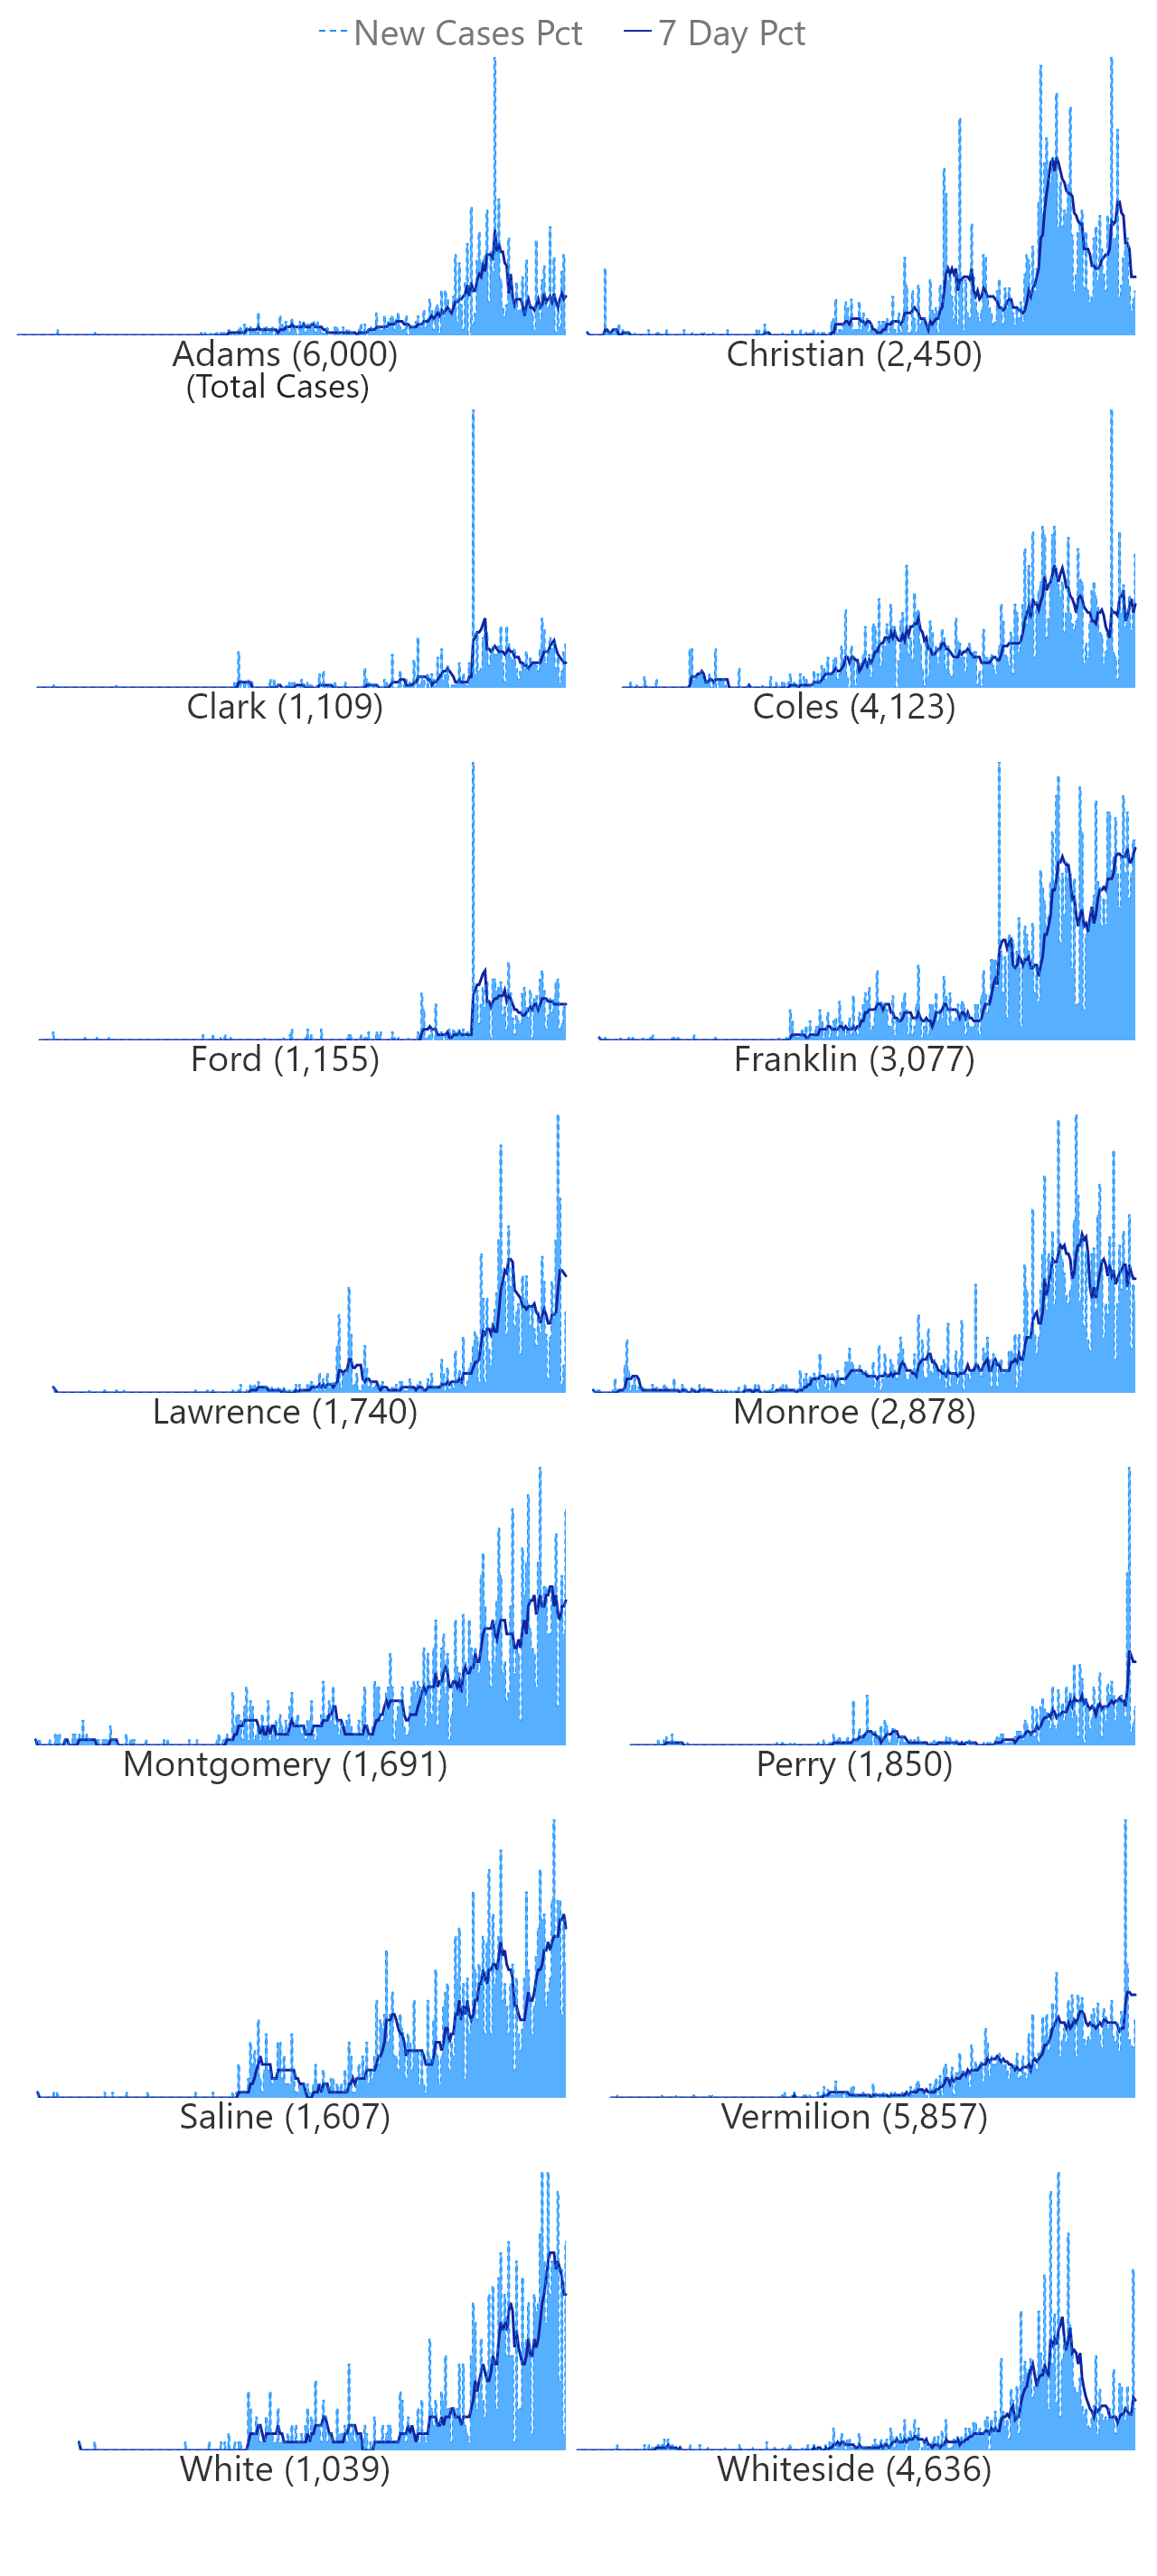 New Cases Pct 7 Day Pct
Adams (6,000) Christian (2,450)
(Total Cases)
Clark (1,109) Coles (4,123)
Ford (1,155) Franklin (3,077)
Lawrence (1,740) Monroe (2,878)
Montgomery (1,691) Perry (1,850)
Saline (1,607) Vermilion (5,857)
White (1,039) Whiteside (4,636)